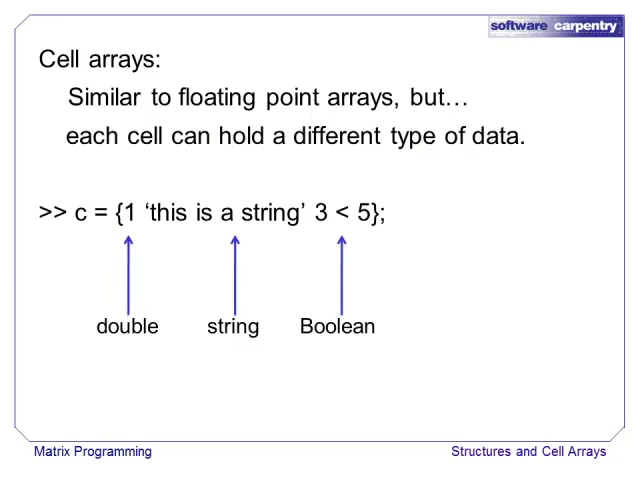 software carpentry
Cell arrays:
Similar to floating point arrays, but…
each cell can hold a different type of data.
>> c = {1 ‘this is a string’ 3 < 5};
double string Boolean
Matrix Programming Structures and Cell Arrays